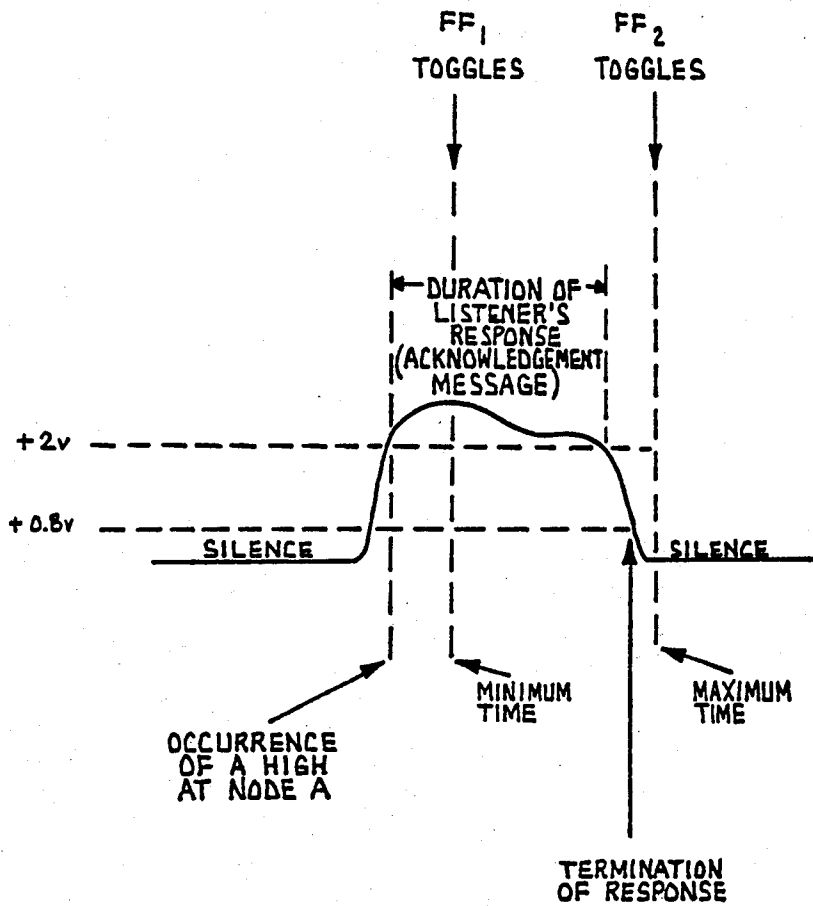 FF1
TOGGLES
FF2
TOGGLES
DURATION OF
LISTENER'S
RESPONSE
(ACKNOWLEDGEMENT
MESSAGE)
+2v
+0.8v
SILENCE
SILENCE
MINIMUM
TIME
MAXIMUM
TIME
OCCURRENCE
OF A HIGH
AT NODE A
TERMINATION
OF RESPONSE